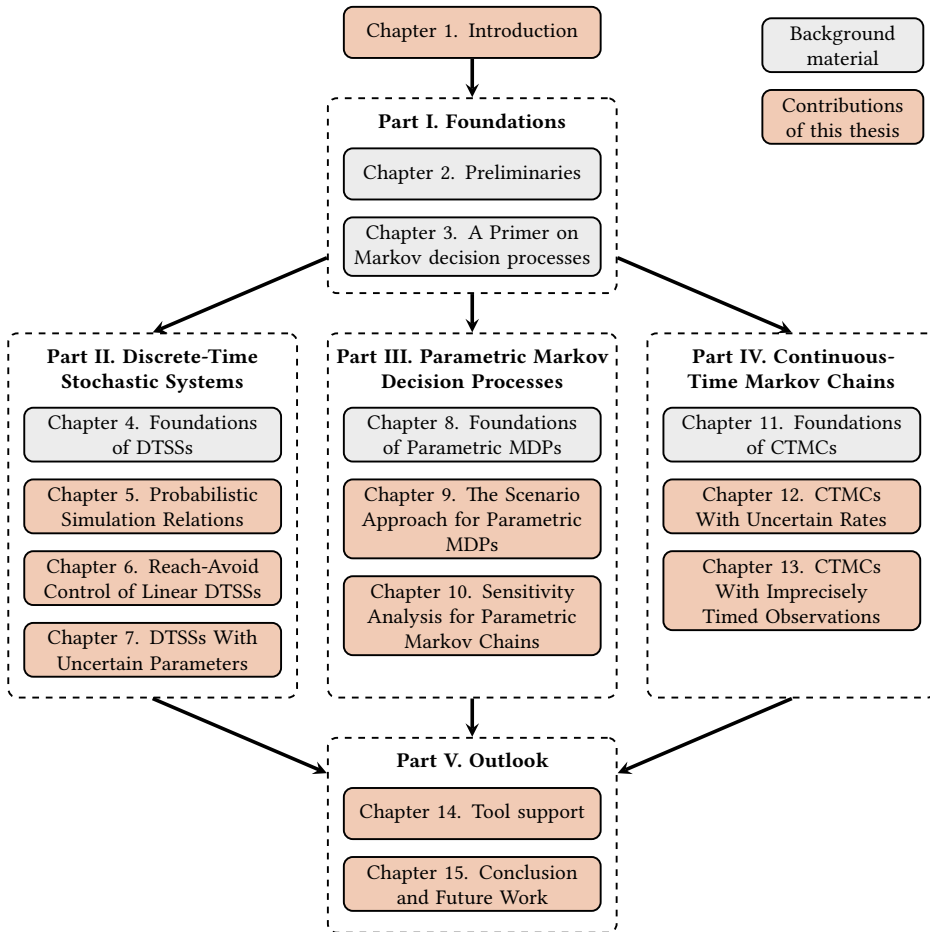 Chapter 1. Introduction
Background
material
Contributions
of this thesis
Part I. Foundations
Chapter 2. Preliminaries
Chapter 3. A Primer on
Markov decision processes
Part II. Discrete-Time
Stochastic Systems
Chapter 4. Foundations
of DTSSs
Chapter 5. Probabilistic
Simulation Relations
Chapter 6. Reach-Avoid
Control of Linear DTSSs
Chapter 7. DTSSs With
Uncertain Parameters
Part III. Parametric Markov
Decision Processes
Chapter 8. Foundations
of Parametric MDPs
Chapter 9. The Scenario
Approach for Parametric
MDPs
Chapter 10. Sensitivity
Analysis for Parametric
Markov Chains
Part IV. Continuous-
Time Markov Chains
Chapter 11. Foundations
of CTMCs
Chapter 12. CTMCs
With Uncertain Rates
Chapter 13. CTMCs
With Imprecisely
Timed Observations
Part V. Outlook
Chapter 14. Tool support
Chapter 15. Conclusion
and Future Work